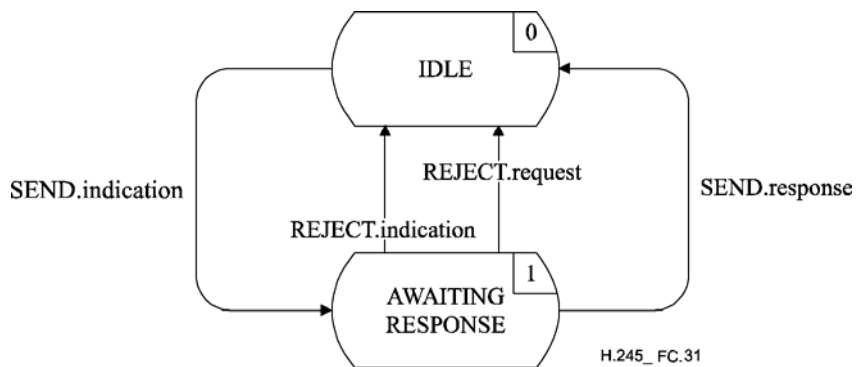 0
IDLE
REJECT.request
SEND.indication
SEND.response
REJECT.indication
1
AWAITING
RESPONSE
H.245_ FC.31